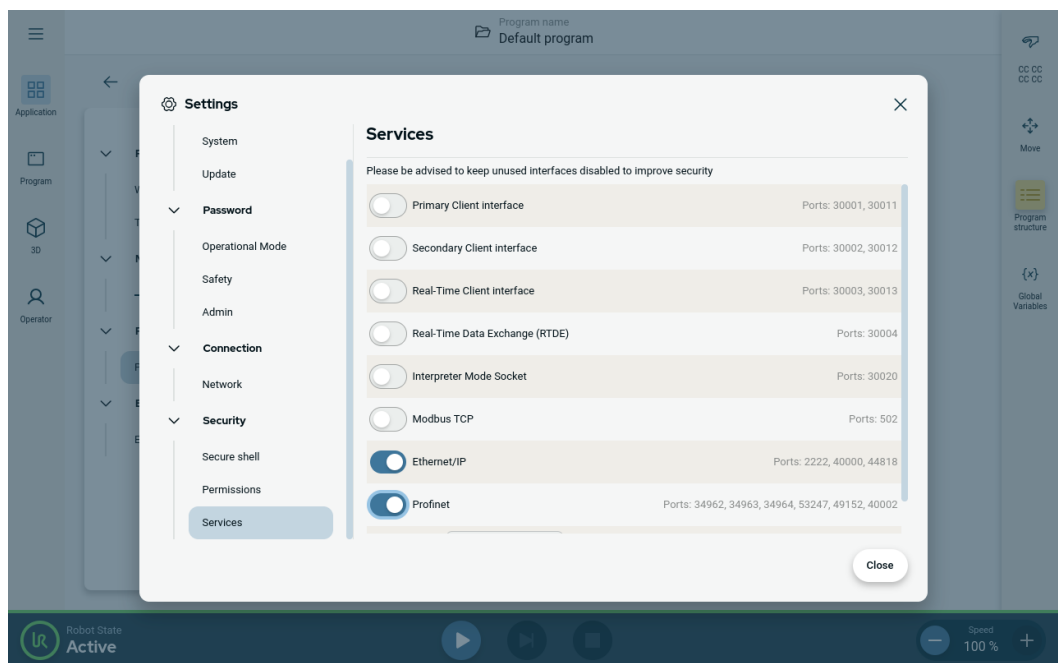 Program name
Default program
Application
Program
3D
Operator
Settings
System
Update
Password
Operational Mode
Safety
Admin
Connection
Network
Security
Secure shell
Permissions
Services
Services
Please be advised to keep unused interfaces disabled to improve security
Primary Client interface Ports: 30001, 30011
Secondary Client interface Ports: 30002, 30012
Real-Time Client interface Ports: 30003, 30013
Real-Time Data Exchange (RTDE) Ports: 30004
Interpreter Mode Socket Ports: 30020
Modbus TCP Ports: 502
Ethernet/IP Ports: 2222, 40000, 44818
Profinet Ports: 34962, 34963, 34964, 53247, 49152, 40002
Close
CC CC
CC CC
Move
Program
structure
{x}
Global
Variables
UR
Robot State
Active
Speed
100 %